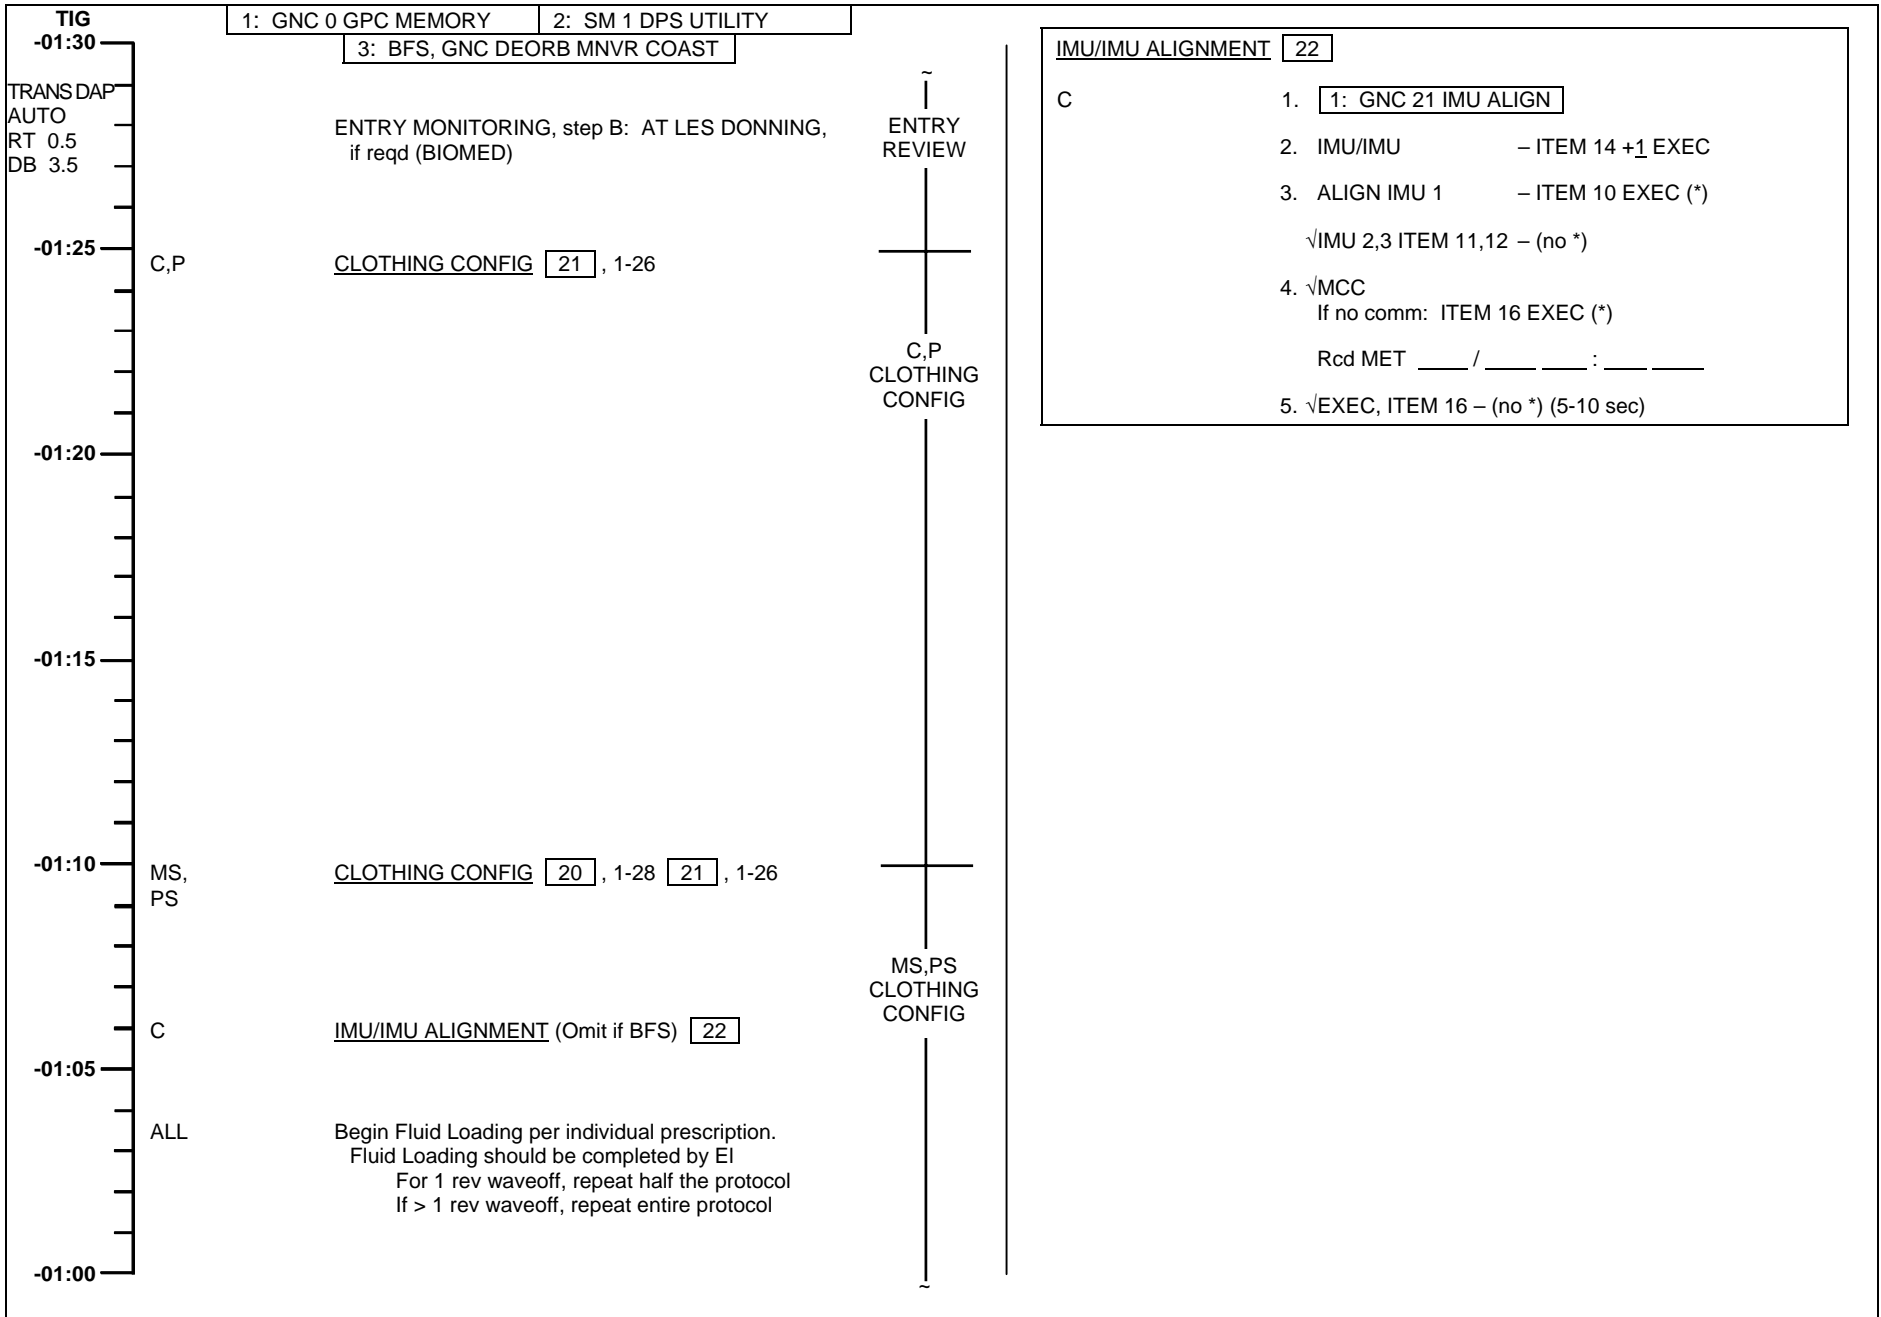 TIG
1: GNC 0 GPC MEMORY 2: SM 1 DPS UTILITY
3: BFS, GNC DEORB MNVR COAST
-01:30
TRANS DAP
AUTO
RT 0.5
DB 3.5
ENTRY MONITORING, step B: AT LES DONNING,
if reqd (BIOMED)
~
ENTRY
REVIEW
-01:25
C,P CLOTHING CONFIG 21 , 1-26
C,P
CLOTHING
CONFIG
-01:20
-01:15
-01:10
MS,
PS
CLOTHING CONFIG 20 , 1-28 21 , 1-26
MS,PS
CLOTHING
CONFIG
C IMU/IMU ALIGNMENT (Omit if BFS) 22
-01:05
ALL Begin Fluid Loading per individual prescription.
Fluid Loading should be completed by EI
For 1 rev waveoff, repeat half the protocol
If > 1 rev waveoff, repeat entire protocol
-01:00
~
IMU/IMU ALIGNMENT 22
C 1. 1: GNC 21 IMU ALIGN
2. IMU/IMU – ITEM 14 +1 EXEC
3. ALIGN IMU 1 – ITEM 10 EXEC (*)
√IMU 2,3 ITEM 11,12 – (no *)
4. √MCC
If no comm: ITEM 16 EXEC (*)
Rcd MET ____ / ____ ____ : ____ ____
5. √EXEC, ITEM 16 – (no *) (5-10 sec)